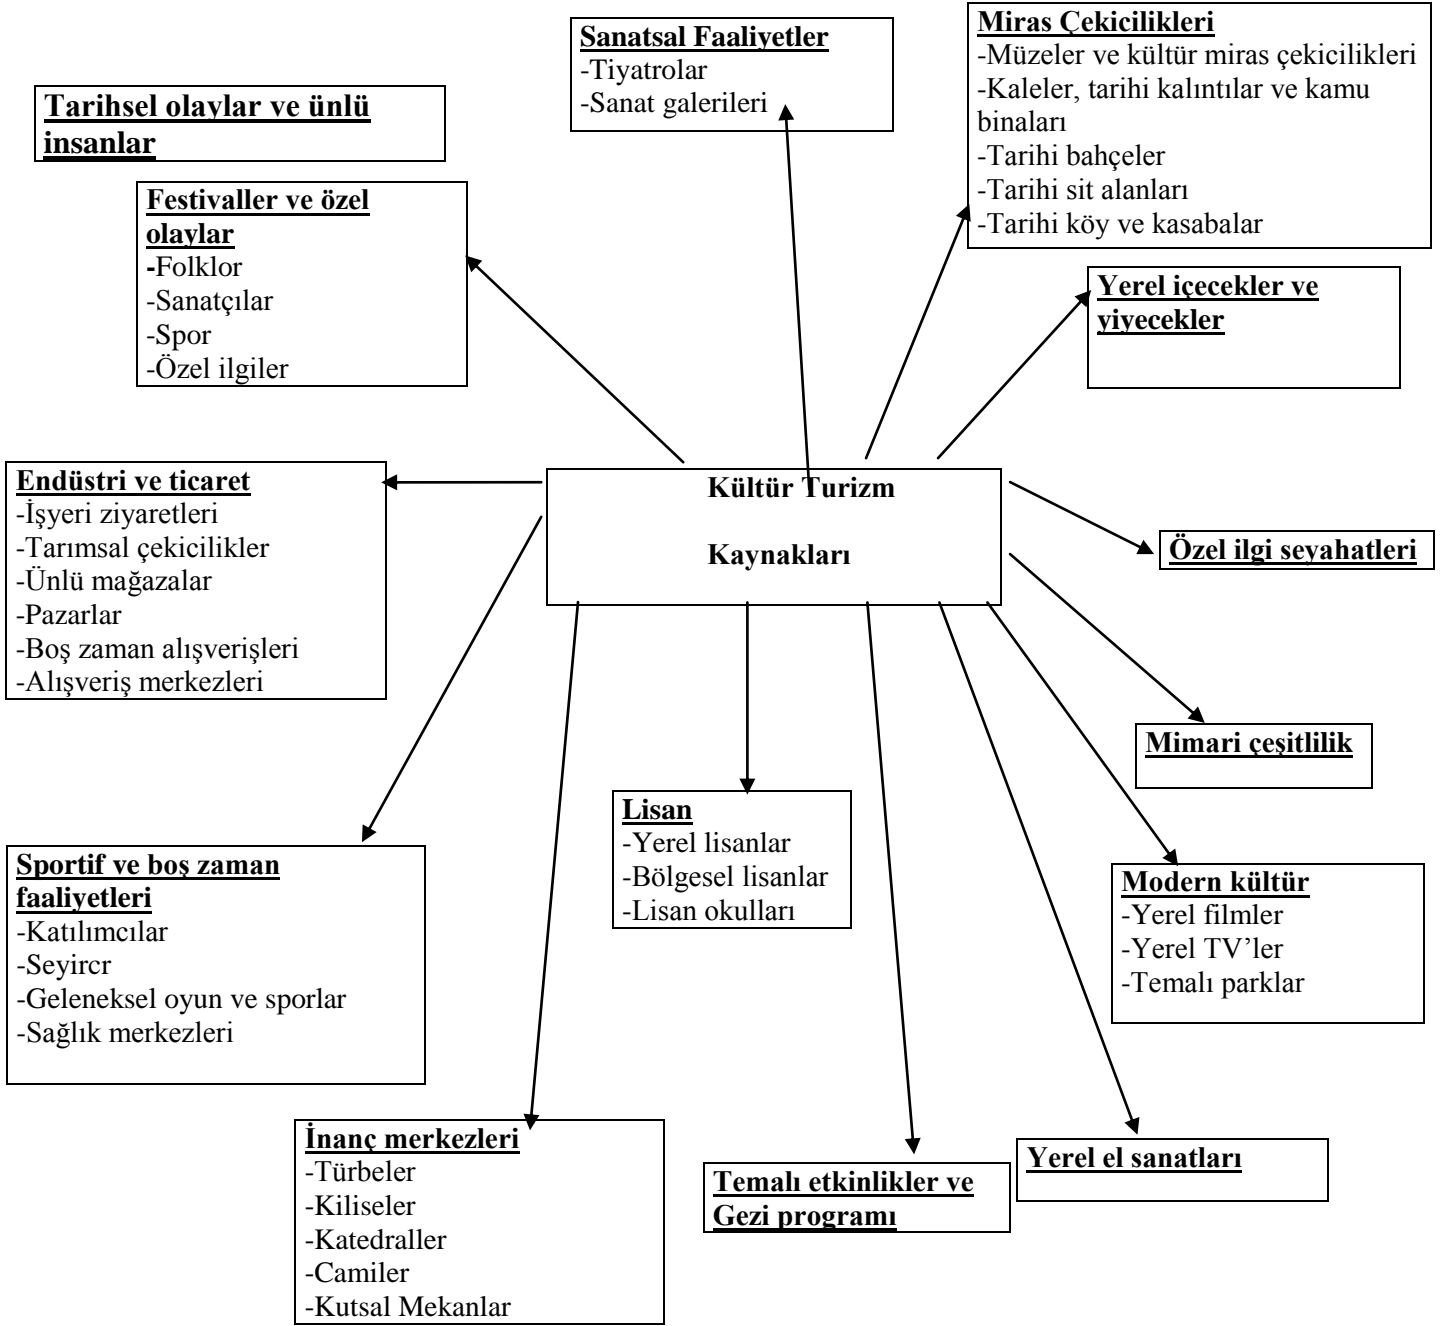 Sanatsal Faaliyetler
-Tiyatrolar
-Sanat galerileri
Miras Çekicilikleri
-Müzeler ve kültür miras çekicilikleri
-Kaleler, tarihi kalıntılar ve kamu
binaları
-Tarihi bahçeler
-Tarihi sit alanları
-Tarihi köy ve kasabalar
Tarihsel olaylar ve ünlü
insanlar
Festivaller ve özel
olaylar
-Folklor
-Sanatçılar
-Spor
-Özel ilgiler
Yerel içecekler ve
yiyecekler
Endüstri ve ticaret
-İşyeri ziyaretleri
-Tarımsal çekicilikler
-Ünlü mağazalar
-Pazarlar
-Boş zaman alışverişleri
-Alışveriş merkezleri
Kültür Turizm
Kaynakları
Özel ilgi seyahatleri
Mimari çeşitlilik
Lisan
-Yerel lisanlar
-Bölgesel lisanlar
-Lisan okulları
Sportif ve boş zaman
faaliyetleri
-Katılımcılar
-Seyircr
-Geleneksel oyun ve sporlar
-Sağlık merkezleri
Modern kültür
-Yerel filmler
-Yerel TV’ler
-Temalı parklar
İnanç merkezleri
-Türbeler
-Kiliseler
-Katedraller
-Camiler
-Kutsal Mekanlar
Temalı etkinlikler ve
Gezi programı
Yerel el sanatları